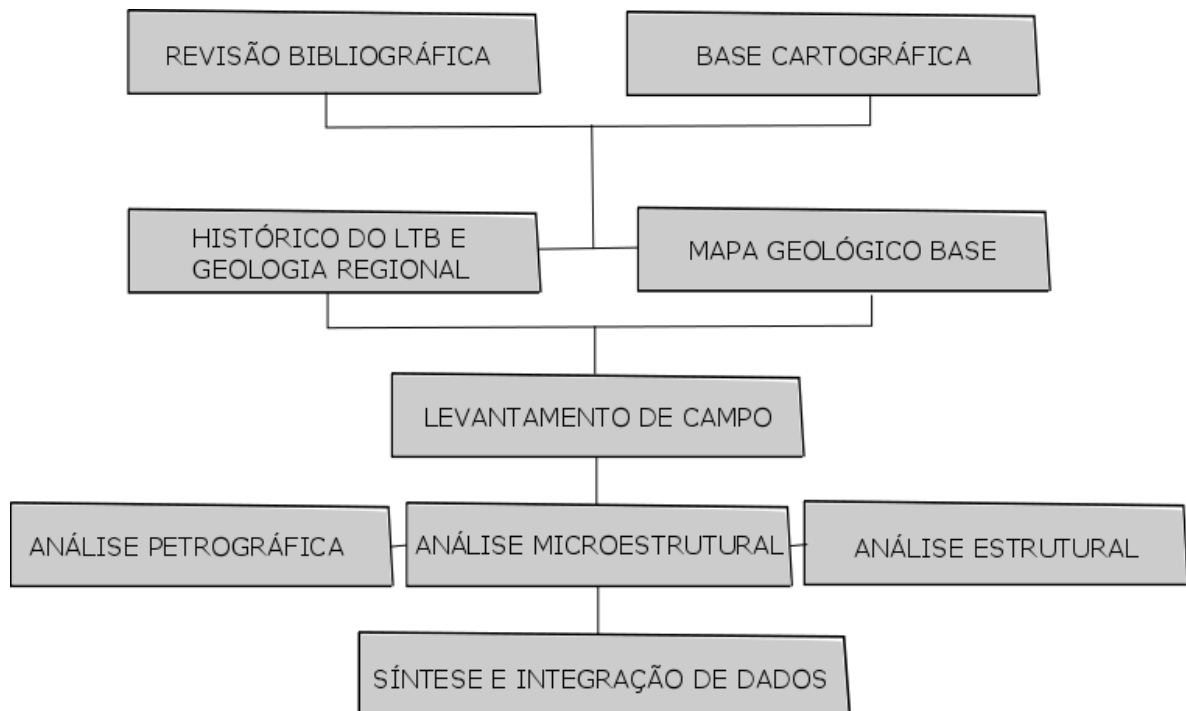 REVISÃO BIBLIOGRÁFICA
BASE CARTOGRÁFICA
HISTÓRICO DO LTB E
GEOLOGIA REGIONAL
MAPA GEOLÓGICO BASE
LEVANTAMENTO DE CAMPO
ANÁLISE PETROGRÁFICA
ANÁLISE MICROESTRUTURAL
ANÁLISE ESTRUTURAL
SÍNTESE E INTEGRAÇÃO DE DADOS